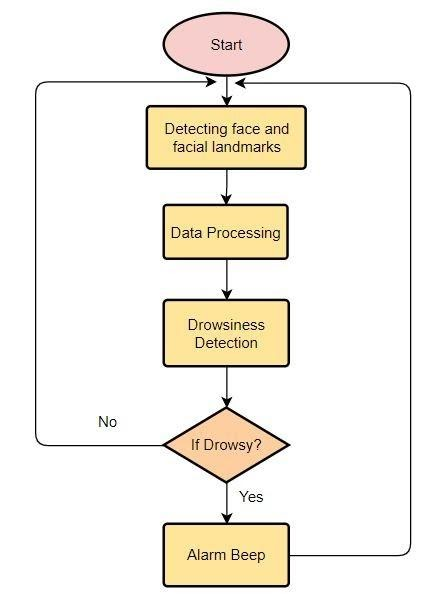 Start
Detecting face and
facial landmarks
Data Processing
Drowsiness
Detection
If Drowsy?
No
Yes
Alarm Beep